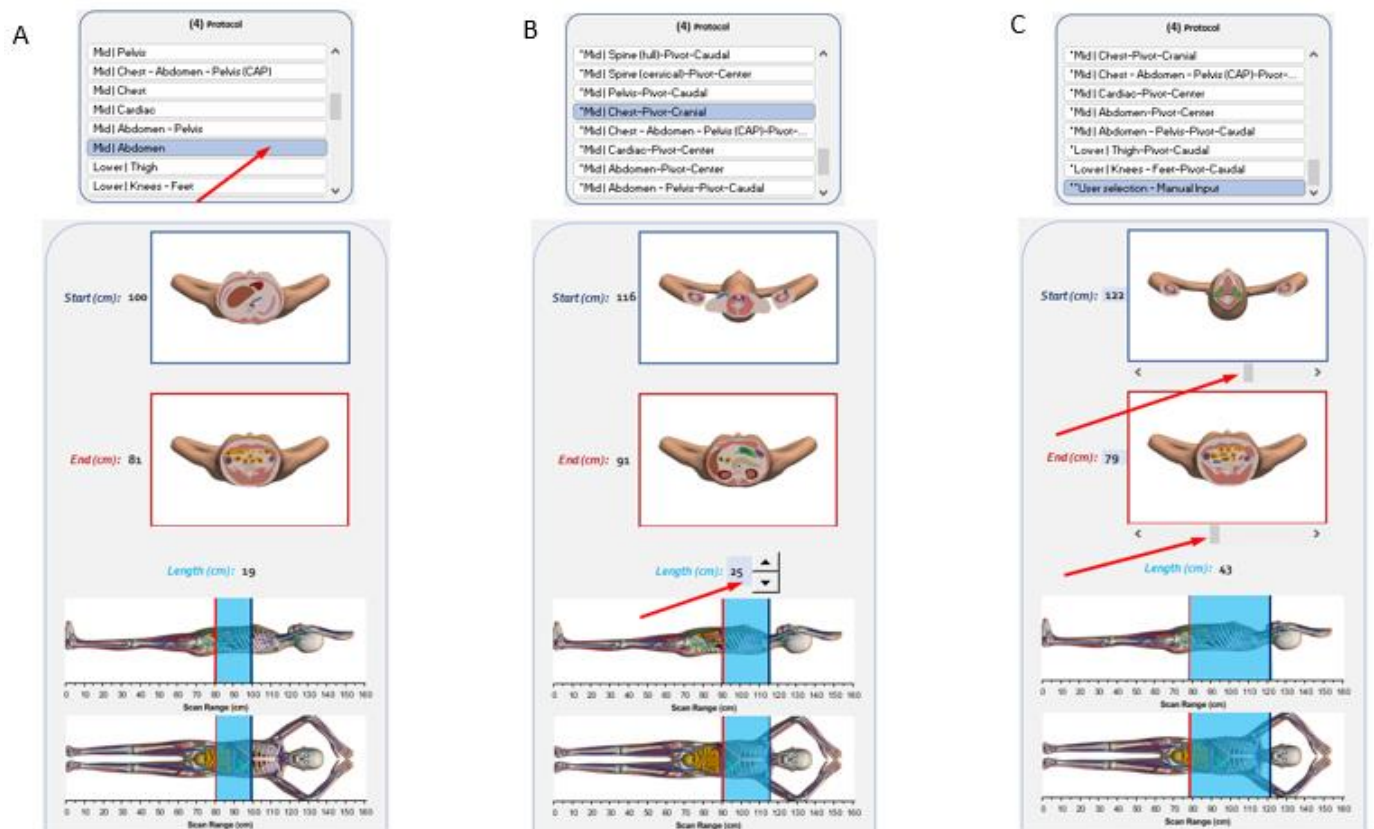 A
(4) Protocol
Mid| Pelvis
Mid| Chest - Abdomen - Pelvis (CAP)
Mid| Chest
Mid| Cardiac
Mid| Abdomen - Pelvis
Mid| Abdomen
Lower| Thigh
Lower| Knees - Feet
Start (cm): 100
End (cm): 81
Length (cm): 19
0 10 20 30 40 50 60 70 80 90 100 110 120 130 140 150 160
Scan Range (cm)
0 10 20 30 40 50 60 70 80 90 100 110 120 130 140 150 160
Scan Range (cm)
B
(4) Protocol
*Mid| Spine (full)-Pivot-Caudal
*Mid| Spine (cervical)-Pivot-Center
*Mid| Pelvis-Pivot-Caudal
*Mid| Chest-Pivot-Cranial
*Mid| Chest - Abdomen - Pelvis (CAP)-Pivot-...
*Mid| Cardiac-Pivot-Center
*Mid| Abdomen-Pivot-Center
*Mid| Abdomen - Pelvis-Pivot-Caudal
Start (cm): 116
End (cm): 91
Length (cm): 25
0 10 20 30 40 50 60 70 80 90 100 110 120 130 140 150 160
Scan Range (cm)
0 10 20 30 40 50 60 70 80 90 100 110 120 130 140 150 160
Scan Range (cm)
C
(4) Protocol
*Mid| Chest-Pivot-Cranial
*Mid| Chest - Abdomen - Pelvis (CAP)-Pivot-...
*Mid| Cardiac-Pivot-Center
*Mid| Abdomen-Pivot-Center
*Mid| Abdomen - Pelvis-Pivot-Caudal
*Lower| Thigh-Pivot-Caudal
*Lower| Knees - Feet-Pivot-Caudal
**User selection - Manual Input
Start (cm): 122
End (cm): 79
Length (cm): 43
0 10 20 30 40 50 60 70 80 90 100 110 120 130 140 150 160
Scan Range (cm)
0 10 20 30 40 50 60 70 80 90 100 110 120 130 140 150 160
Scan Range (cm)